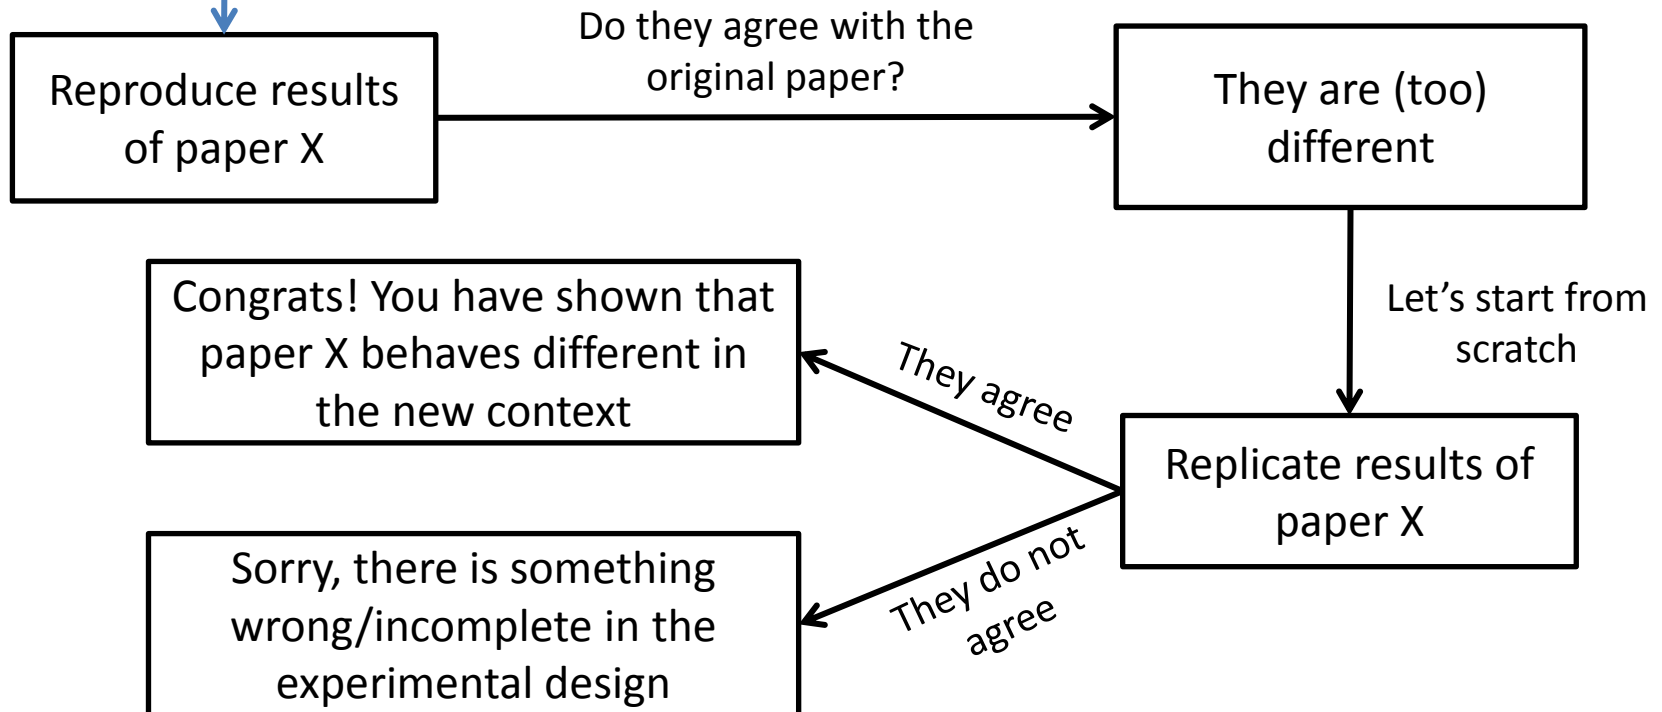 Do they agree with the
original paper?
Reproduce results
of paper X
They are (too)
different
Let’s start from
scratch
Congrats! You have shown that
paper X behaves different in
the new context
They agree
Replicate results of
paper X
They do not
agree
Sorry, there is something
wrong/incomplete in the
experimental design